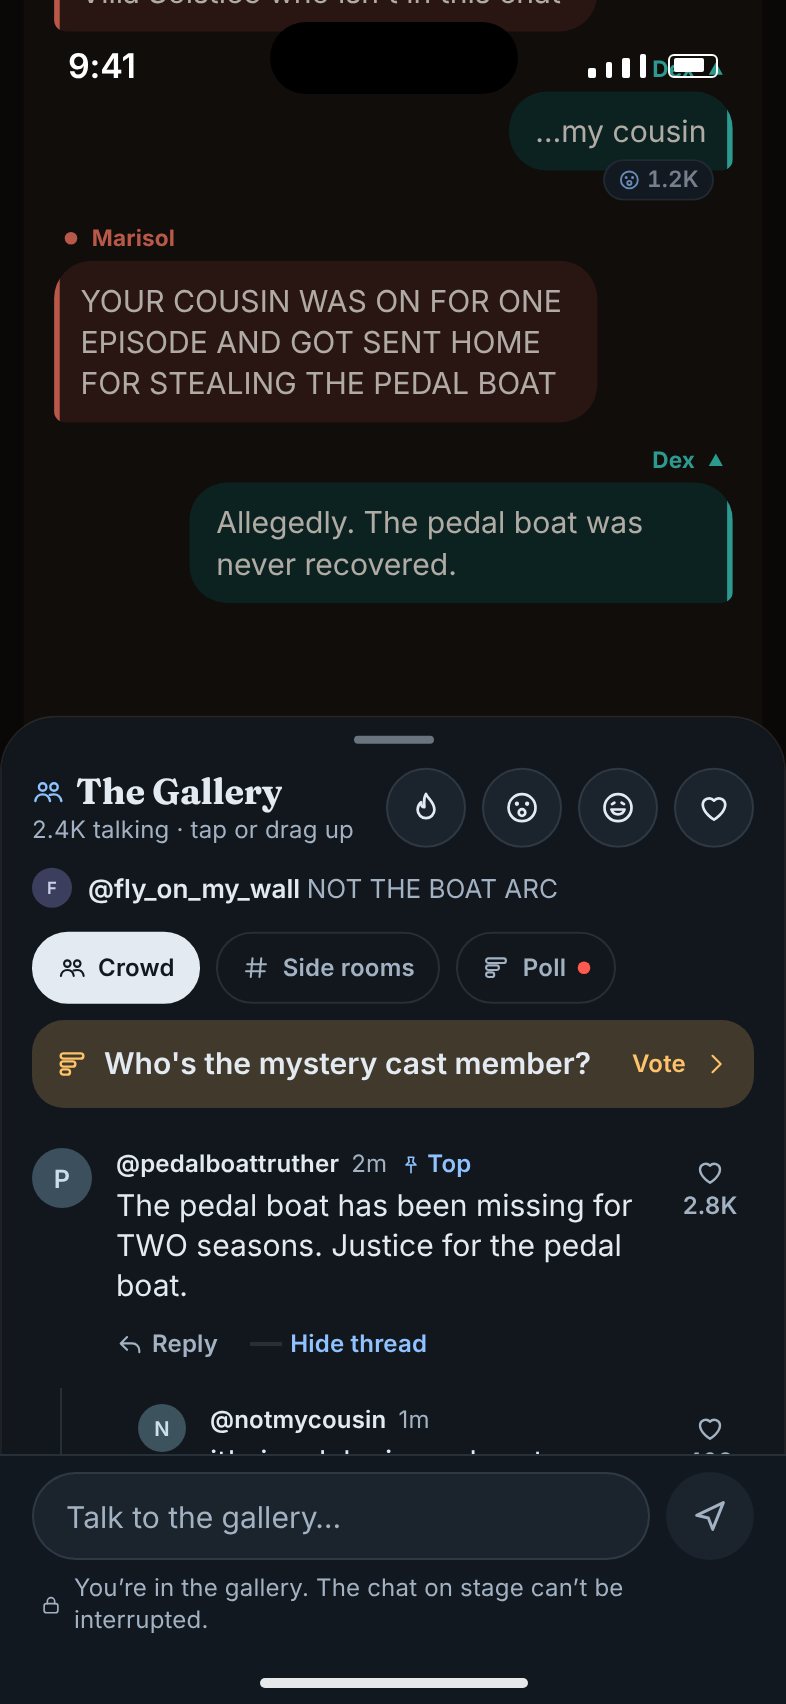 9:41
Dex
...my cousin
1.2K
Marisol
YOUR COUSIN WAS ON FOR ONE
EPISODE AND GOT SENT HOME
FOR STEALING THE PEDAL BOAT
Dex
Allegedly. The pedal boat was
never recovered.
The Gallery
2.4K talking · tap or drag up
F @fly_on_my_wall NOT THE BOAT ARC
Crowd Side rooms Poll
Who's the mystery cast member? Vote
P @pedalboattruther 2m Top
The pedal boat has been missing for
TWO seasons. Justice for the pedal
boat.
2.8K
Reply Hide thread
N @notmycousin 1m
Talk to the gallery...
You’re in the gallery. The chat on stage can’t be
interrupted.